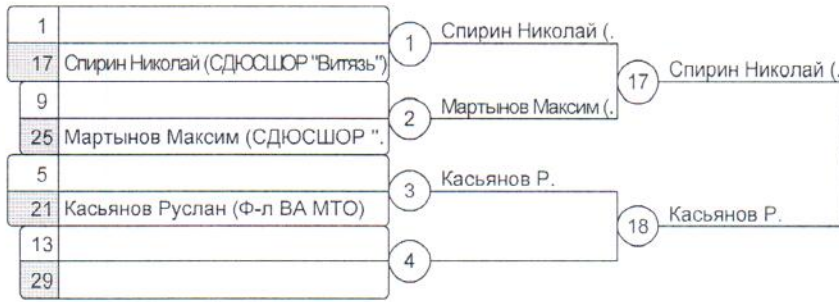 1
Спирин Николай (.
1
17 Спирин Николай (СДЮСШОР "Витязь")
Спирин Николай (.
17
9
Мартынов Максим (.
2
25 Мартынов Максим (СДЮСШОР ".
5
Касьянов Р.
3
21 Касьянов Руслан (Ф-л ВА МТО)
Касьянов Р.
18
13
4
29